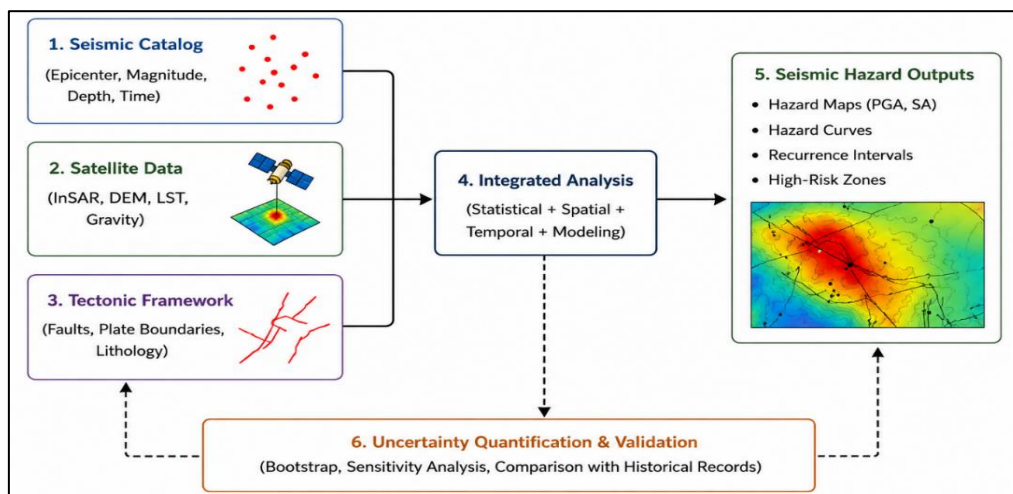 1. Seismic Catalog
(Epicenter, Magnitude,
Depth, Time)
2. Satellite Data
(InSAR, DEM, LST,
Gravity)
3. Tectonic Framework
(Faults, Plate Boundaries,
Lithology)
4. Integrated Analysis
(Statistical + Spatial +
Temporal + Modeling)
5. Seismic Hazard Outputs
• Hazard Maps (PGA, SA)
• Hazard Curves
• Recurrence Intervals
• High-Risk Zones
6. Uncertainty Quantification & Validation
(Bootstrap, Sensitivity Analysis, Comparison with Historical Records)